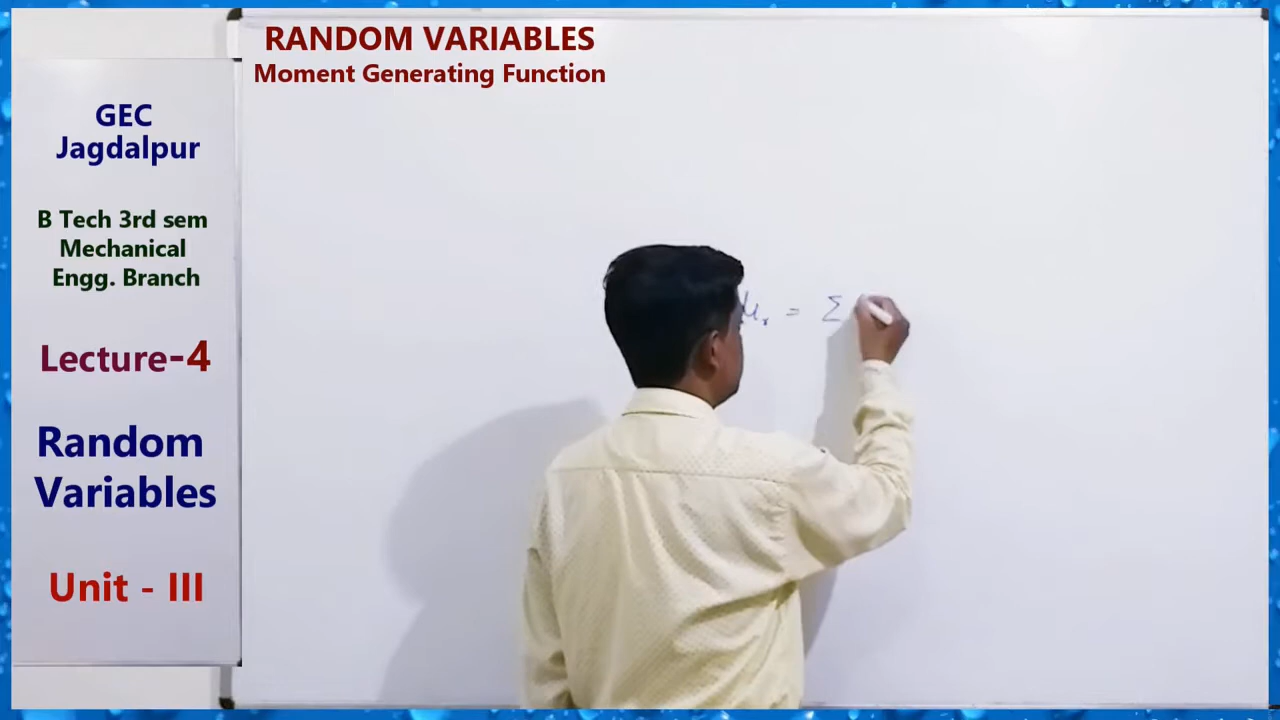 RANDOM VARIABLES
Moment Generating Function
GEC
Jagdalpur
B Tech 3rd sem
Mechanical
Engg. Branch
Lecture-4
Random
Variables
Unit - III
μᵣ = Σ